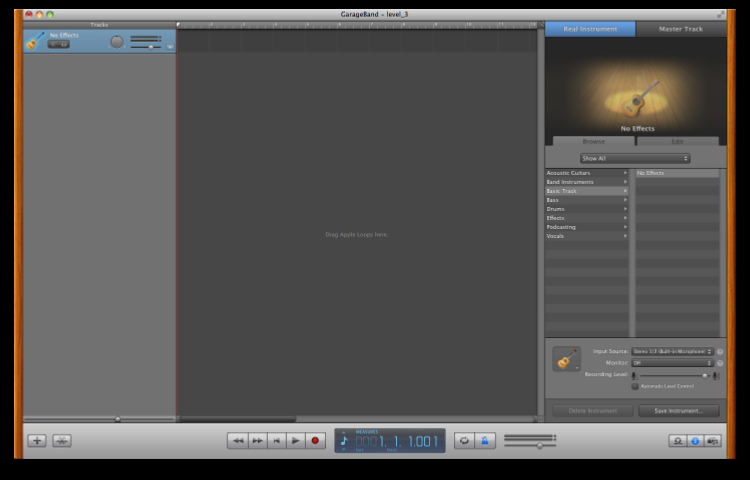 GarageBand – level_3
Tracks
No Effects
Real Instrument
Master Track
No Effects
Browse
Edit
Show All
Acoustic Guitars
Band Instruments
Basic Track
Bass
Drums
Effects
Podcasting
Vocals
No Effects
Drag Apple Loops here.
Input Source: Stereo 1/2 (Built-in Microphone)
Monitor: Off
Recording Level:
Automatic Level Control
Delete Instrument
Save Instrument...
MEASURES
0001. 1. 1.001